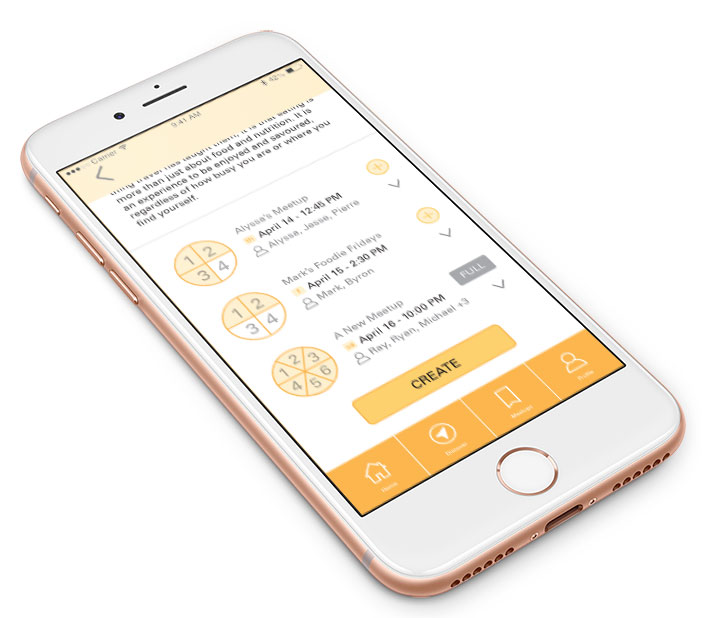 Carrier 9:41 AM 42%
thing travel has taught them, it is that eating is
more than just about food and nutrition. It is
an experience to be enjoyed and savoured,
regardless of how busy you are or where you
find yourself.
1 2 3 4
Alyssa's Meetup
April 14 - 12:45 PM
Alyssa, Jesse, Pierre
1 2 3 4
Mark's Foodie Fridays
April 15 - 2:30 PM
Mark, Byron
1 2 3 4 5 6
A New Meetup
April 16 - 10:00 PM
Ray, Ryan, Michael +3
FULL
CREATE
Home
Discover
Meetups
Profile